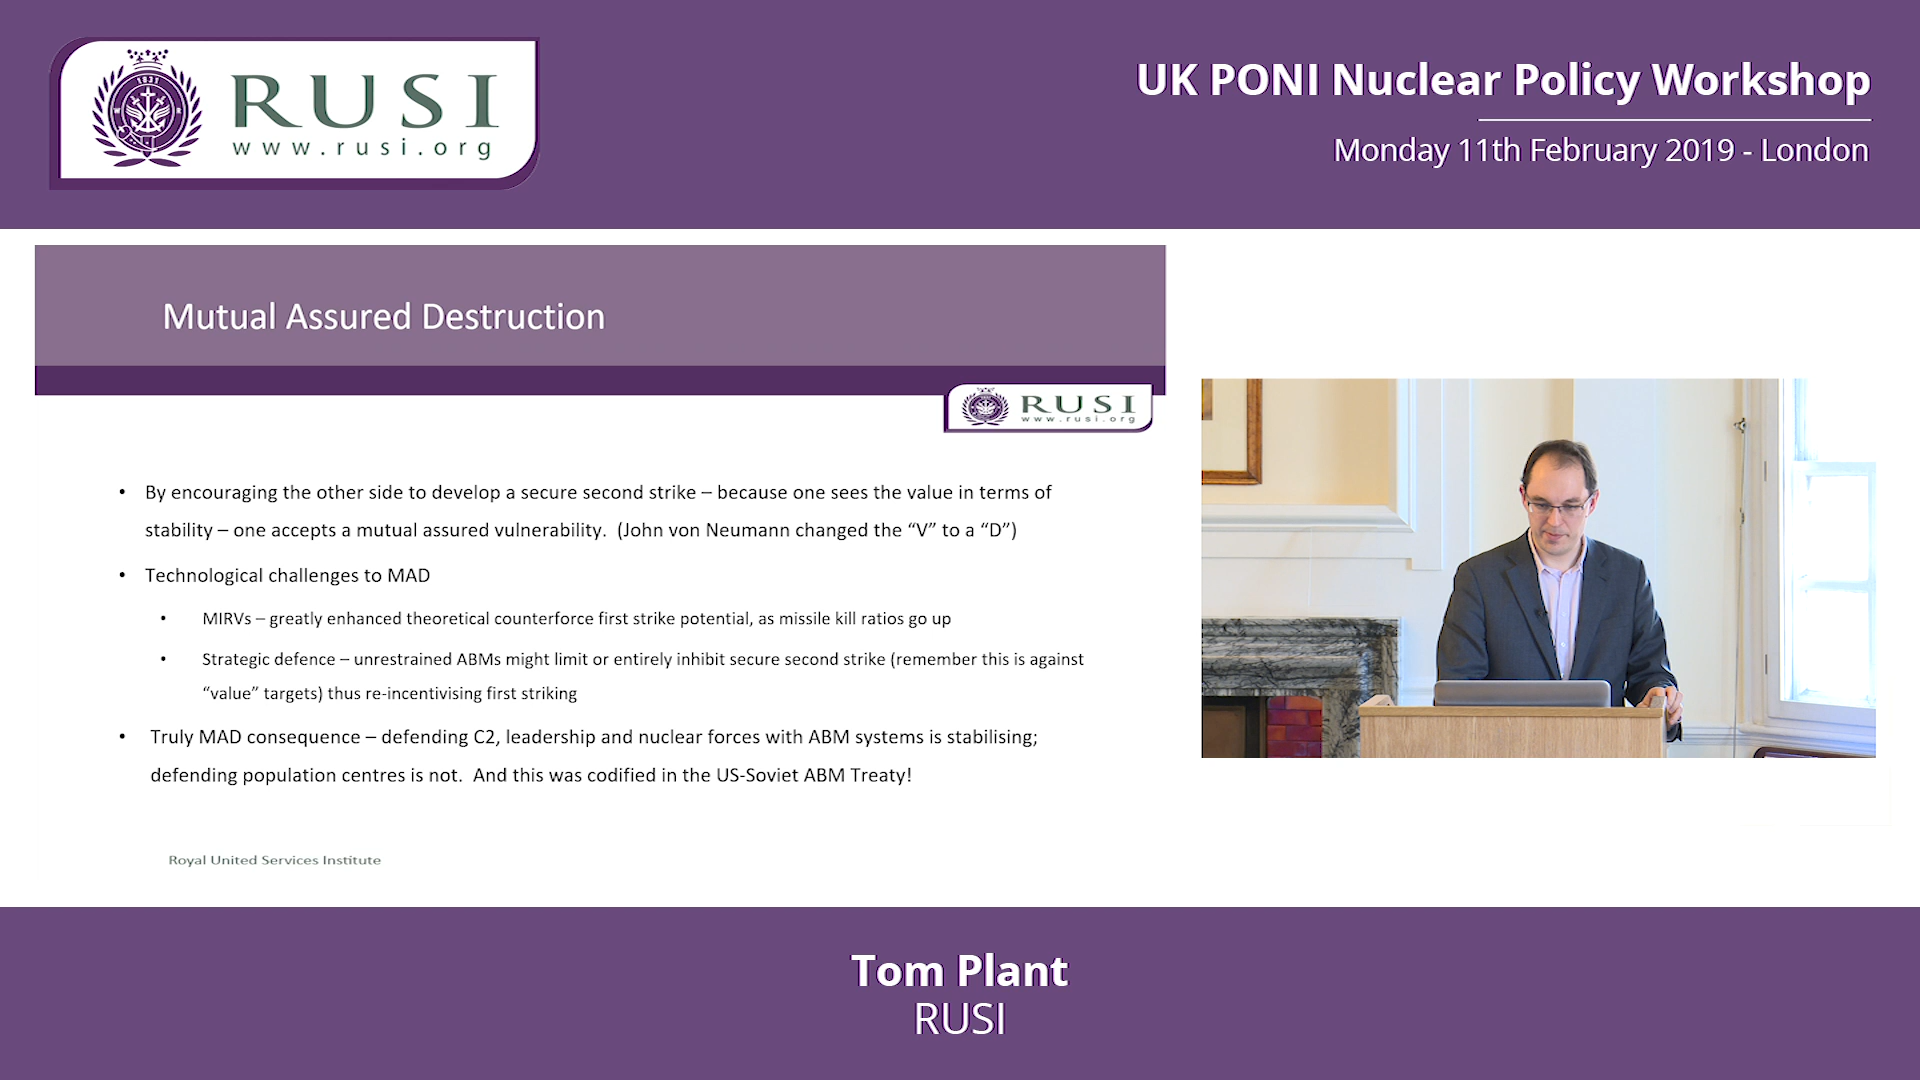 RUSI
www.rusi.org
1831
UK PONI Nuclear Policy Workshop
Monday 11th February 2019 - London
Mutual Assured Destruction
RUSI
www.rusi.org
• By encouraging the other side to develop a secure second strike – because one sees the value in terms of
stability – one accepts a mutual assured vulnerability. (John von Neumann changed the “V” to a “D”)
• Technological challenges to MAD
• MIRVs – greatly enhanced theoretical counterforce first strike potential, as missile kill ratios go up
• Strategic defence – unrestrained ABMs might limit or entirely inhibit secure second strike (remember this is against
“value” targets) thus re-incentivising first striking
• Truly MAD consequence – defending C2, leadership and nuclear forces with ABM systems is stabilising;
defending population centres is not. And this was codified in the US-Soviet ABM Treaty!
Royal United Services Institute
Tom Plant
RUSI